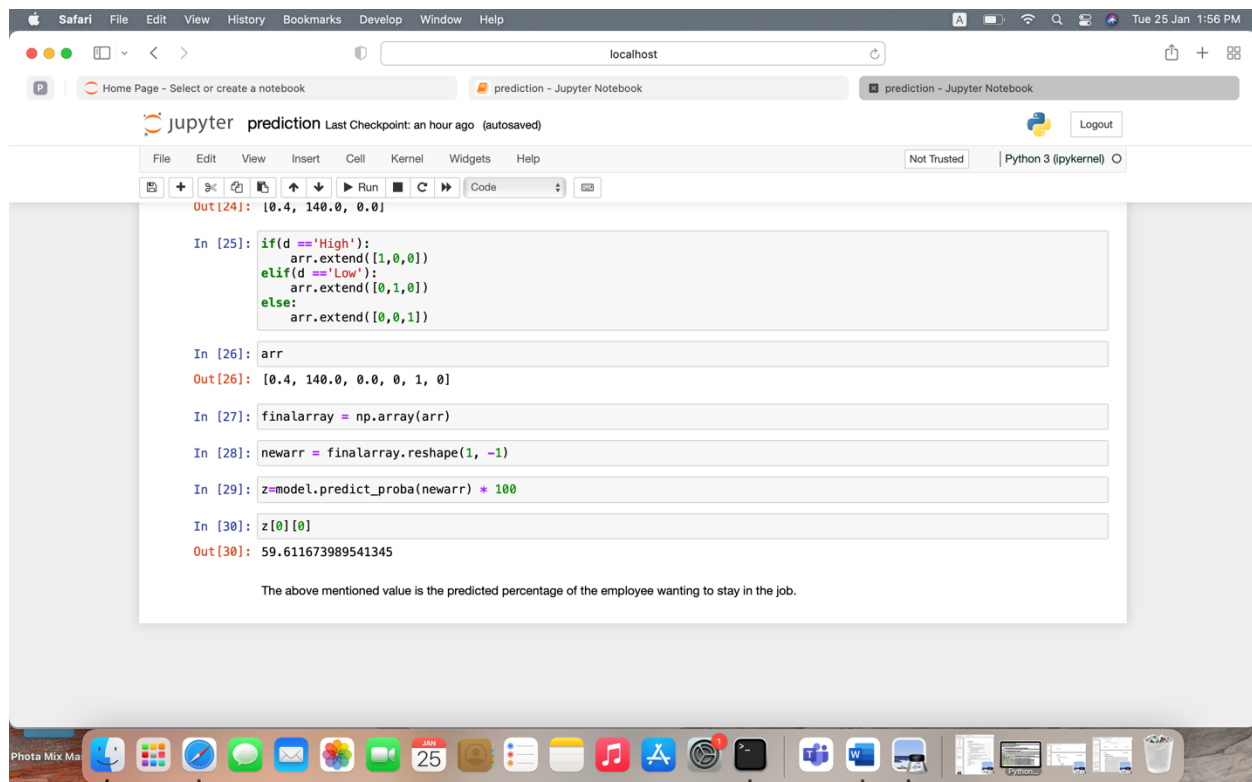 Safari File Edit View History Bookmarks Develop Window Help A Tue 25 Jan 1:56 PM
localhost
P Home Page - Select or create a notebook prediction - Jupyter Notebook prediction - Jupyter Notebook
jupyter prediction Last Checkpoint: an hour ago (autosaved) Logout
File Edit View Insert Cell Kernel Widgets Help Not Trusted Python 3 (ipykernel)
Run Code
Out[24]: [0.4, 140.0, 0.0]
In [25]: if(d =='High'):
arr.extend([1,0,0])
elif(d =='Low'):
arr.extend([0,1,0])
else:
arr.extend([0,0,1])
In [26]: arr
Out[26]: [0.4, 140.0, 0.0, 0, 1, 0]
In [27]: finalarray = np.array(arr)
In [28]: newarr = finalarray.reshape(1, -1)
In [29]: z=model.predict_proba(newarr) * 100
In [30]: z[0][0]
Out[30]: 59.611673989541345
The above mentioned value is the predicted percentage of the employee wanting to stay in the job.
Phota Mix Ma
JAN
25
1
W
Python